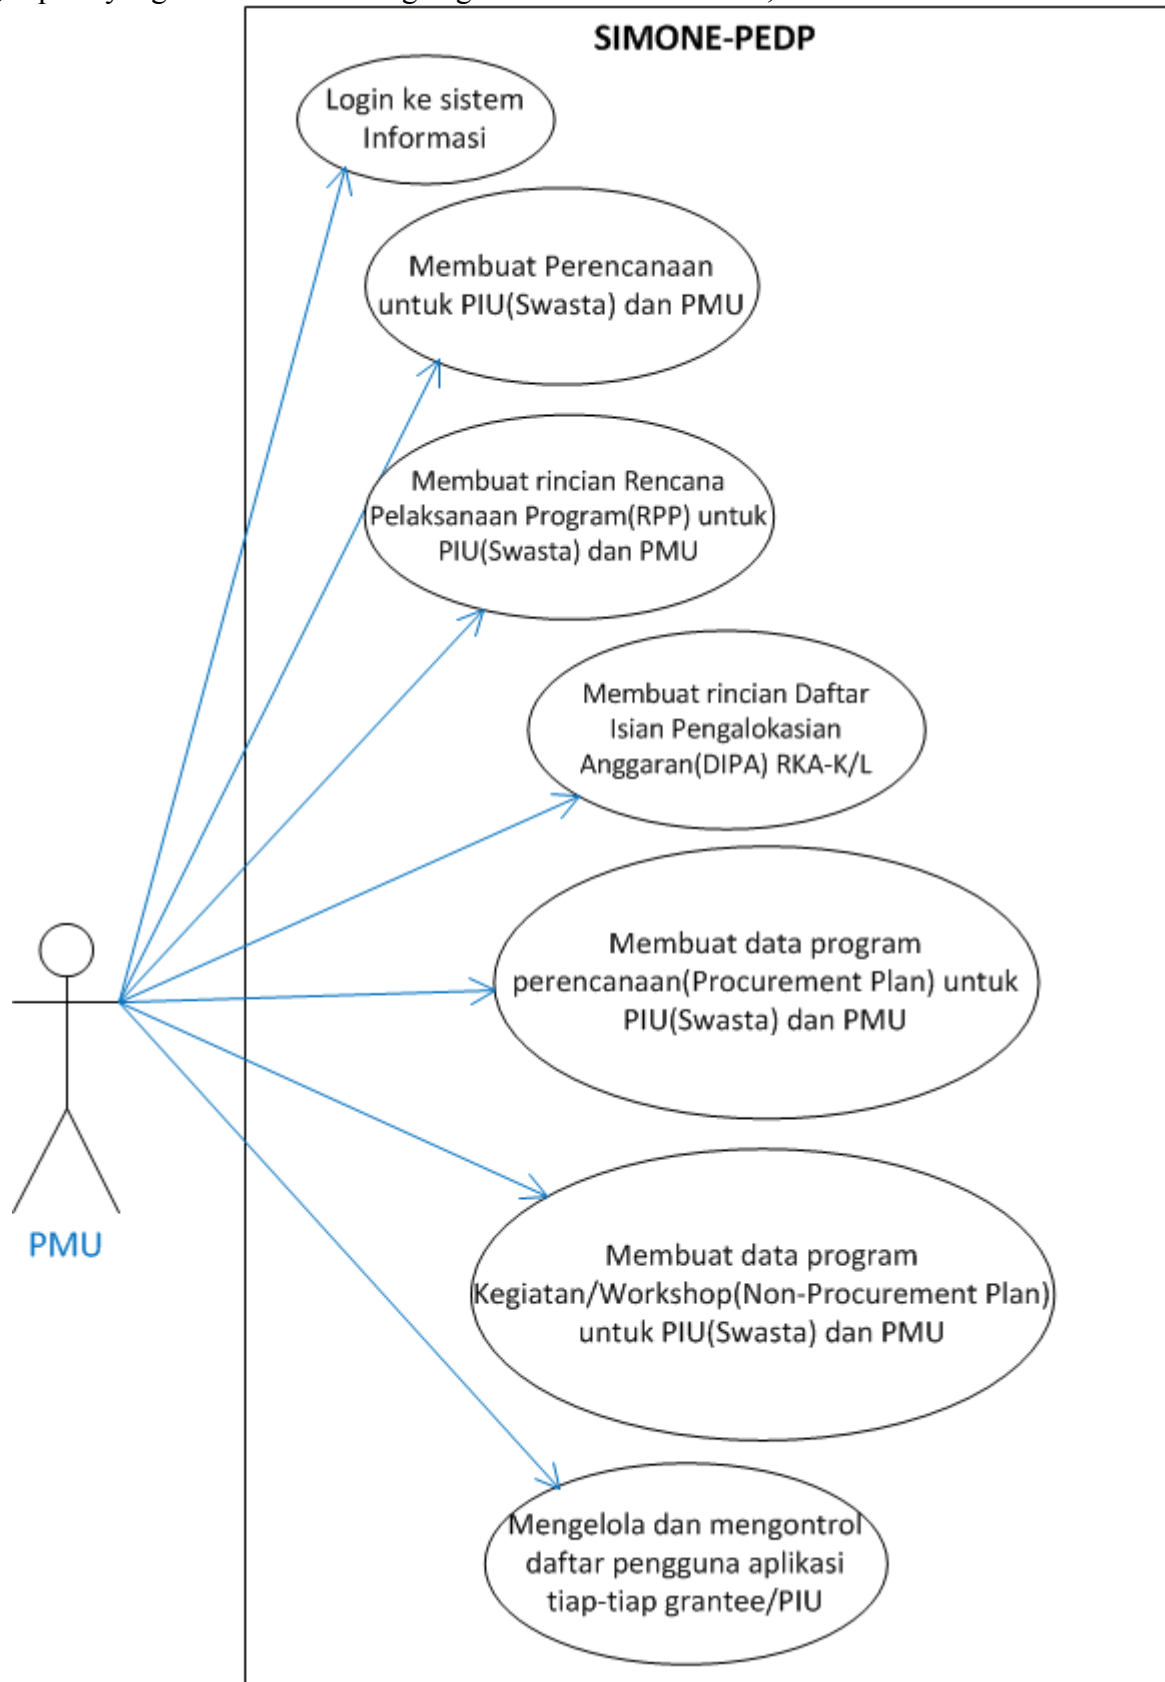 SIMONE-PEDP
Login ke sistem
Informasi
Membuat Perencanaan
untuk PIU(Swasta) dan PMU
Membuat rincian Rencana
Pelaksanaan Program(RPP) untuk
PIU(Swasta) dan PMU
Membuat rincian Daftar
Isian Pengalokasian
Anggaran(DIPA) RKA-K/L
Membuat data program
perencanaan(Procurement Plan) untuk
PIU(Swasta) dan PMU
PMU
Membuat data program
Kegiatan/Workshop(Non-Procurement Plan)
untuk PIU(Swasta) dan PMU
Mengelola dan mengontrol
daftar pengguna aplikasi
tiap-tiap grantee/PIU